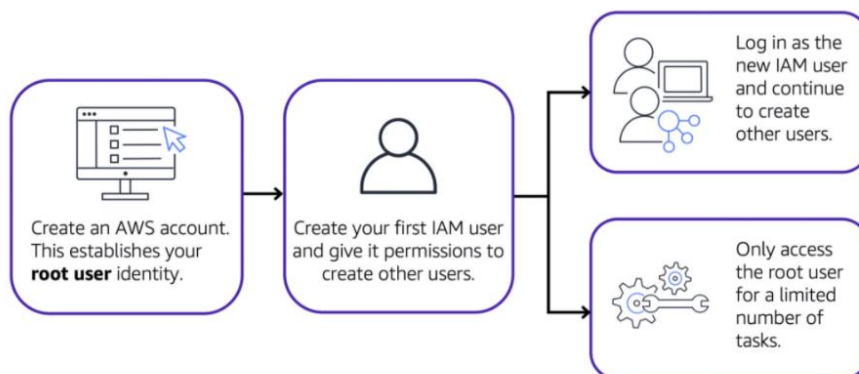 Create an AWS account.
This establishes your
root user identity.
Create your first IAM user
and give it permissions to
create other users.
Log in as the
new IAM user
and continue
to create
other users.
Only access
the root user
for a limited
number of
tasks.